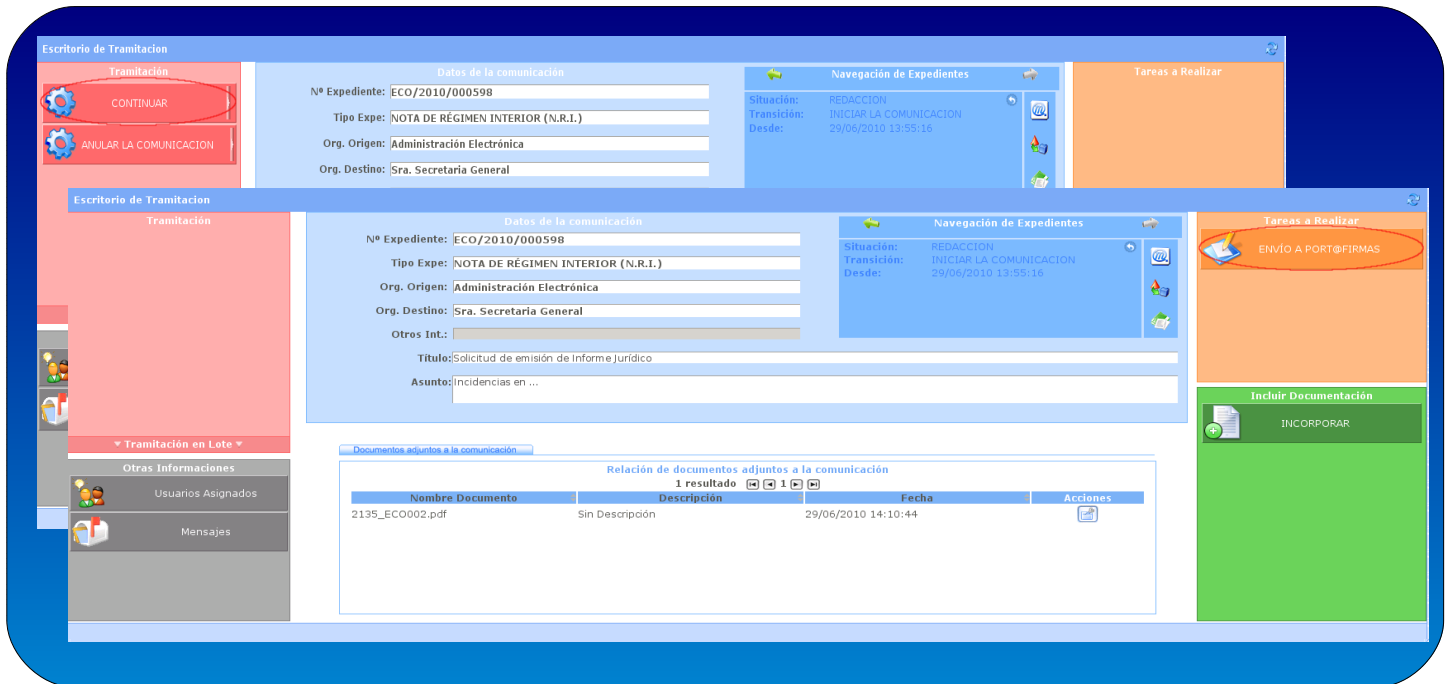 Escritorio de Tramitacion
Tramitación
CONTINUAR
ANULAR LA COMUNICACION
Datos de la comunicación
Nº Expediente: ECO/2010/000598
Tipo Expe: NOTA DE RÉGIMEN INTERIOR (N.R.I.)
Org. Origen: Administración Electrónica
Org. Destino: Sra. Secretaria General
Navegación de Expedientes
Situación: REDACCION
Transición: INICIAR LA COMUNICACION
Desde: 29/06/2010 13:55:16
Tareas a Realizar
Escritorio de Tramitacion
Tramitación
Tramitación en Lote
Otras Informaciones
Usuarios Asignados
Mensajes
Datos de la comunicación
Nº Expediente: ECO/2010/000598
Tipo Expe: NOTA DE RÉGIMEN INTERIOR (N.R.I.)
Org. Origen: Administración Electrónica
Org. Destino: Sra. Secretaria General
Otros Int.:
Título: Solicitud de emisión de Informe Jurídico
Asunto: Incidencias en ...
Navegación de Expedientes
Situación: REDACCION
Transición: INICIAR LA COMUNICACION
Desde: 29/06/2010 13:55:16
Documentos adjuntos a la comunicación
Relación de documentos adjuntos a la comunicación
1 resultado 1
Nombre Documento Descripción Fecha Acciones
2135_ECO002.pdf Sin Descripción 29/06/2010 14:10:44
Tareas a Realizar
ENVÍO A PORT@FIRMAS
Incluir Documentación
INCORPORAR